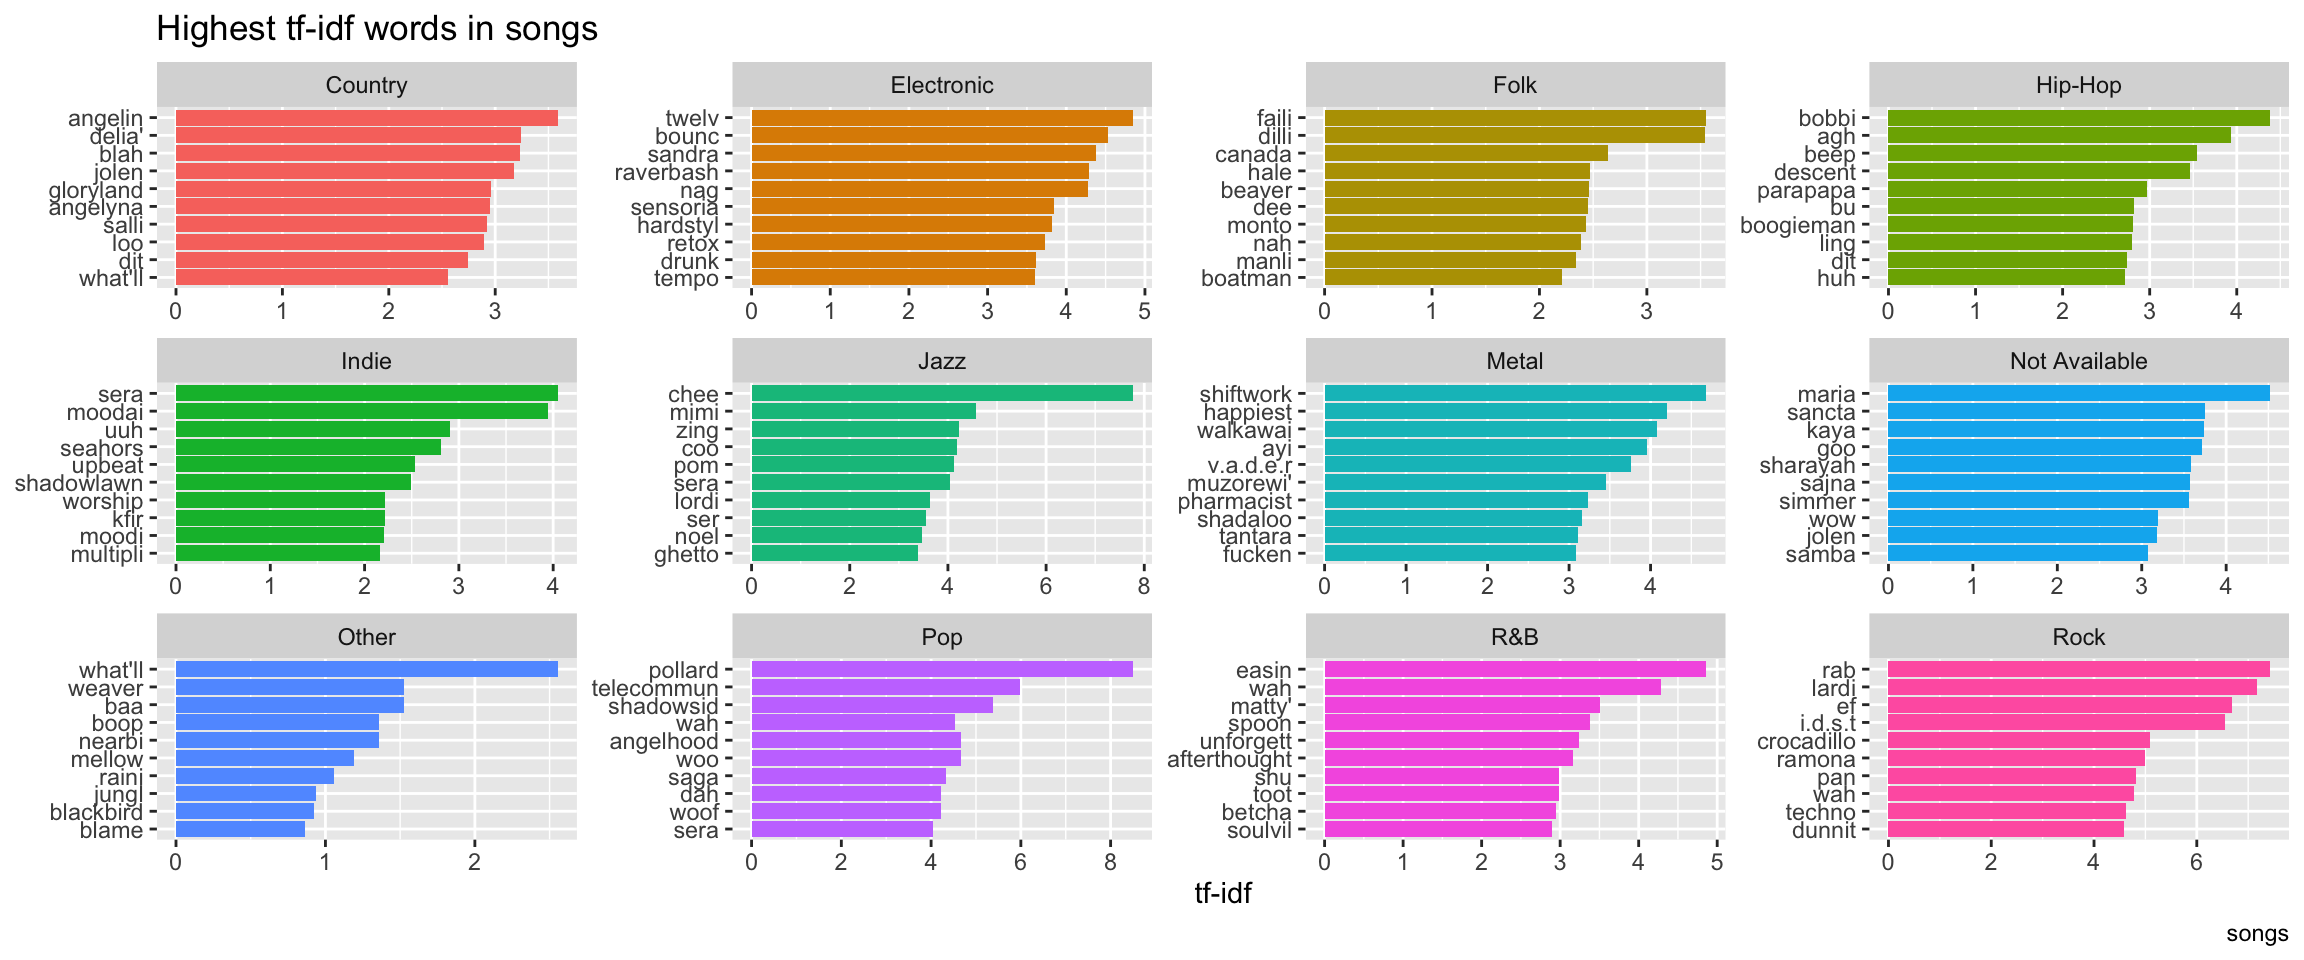 Highest tf-idf words in songs
Country
angelin
delia'
blah
jolen
gloryland
angelyna
salli
loo
dit
what'll
0 1 2 3
Electronic
twelv
bounc
sandra
raverbash
nag
sensoria
hardstyl
retox
drunk
tempo
0 1 2 3 4 5
Folk
faili
dilli
canada
hale
beaver
dee
monto
nah
manli
boatman
0 1 2 3
Hip-Hop
bobbi
agh
beep
descent
parapapa
bu
boogieman
ling
dit
huh
0 1 2 3 4
Indie
sera
moodai
uuh
seahors
upbeat
shadowlawn
worship
kfir
moodi
multipli
0 1 2 3 4
Jazz
chee
mimi
zing
coo
pom
sera
lordi
ser
noel
ghetto
0 2 4 6 8
Metal
shiftwork
happiest
walkawai
ayi
v.a.d.e.r
muzorewi'
pharmacist
shadaloo
tantara
fucken
0 1 2 3 4
Not Available
maria
sancta
kaya
goo
sharayah
sajna
simmer
wow
jolen
samba
0 1 2 3 4
Other
what'll
weaver
baa
boop
nearbi
mellow
raini
jungl
blackbird
blame
0 1 2
Pop
pollard
telecommun
shadowsid
wah
angelhood
woo
saga
dah
woof
sera
0 2 4 6 8
R&B
easin
wah
matty'
spoon
unforgett
afterthought
shu
toot
betcha
soulvil
0 1 2 3 4 5
Rock
rab
lardi
ef
i.d.s.t
crocadillo
ramona
pan
wah
techno
dunnit
0 2 4 6
tf-idf
songs